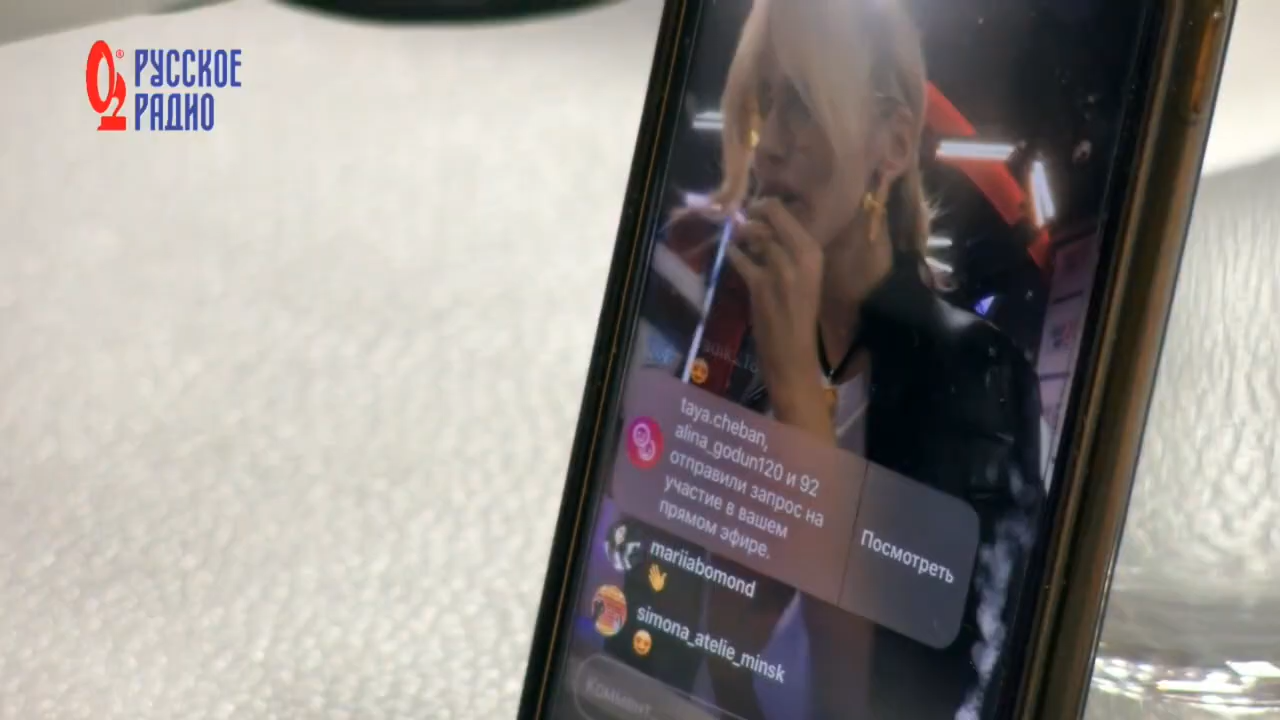 РУССКОЕ
РАДИО
taya.cheban,
alina_godun120 и 92
отправили запрос на
участие в вашем
прямом эфире.
Посмотреть
mariiabomond
simona_atelie_minsk